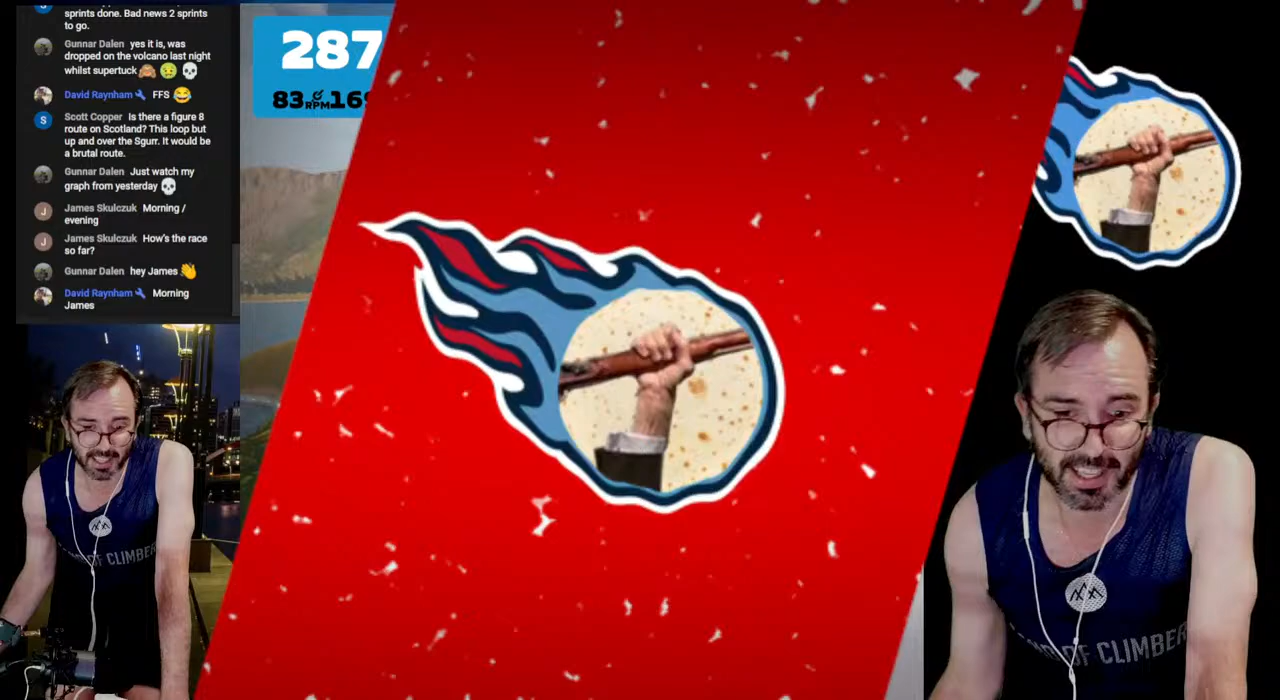 sprints done. Bad news 2 sprints
to go.
Gunnar Dalen yes it is, was
dropped on the volcano last night
whilst supertuck 🙈 🤢 💀
David Raynham 🔧 FFS 😂
S Scott Copper Is there a figure 8
route on Scotland? This loop but
up and over the Sgurr. It would be
a brutal route.
Gunnar Dalen Just watch my
graph from yesterday 💀
J James Skulczuk Morning /
evening
J James Skulczuk How's the race
so far?
Gunnar Dalen hey James 👋
David Raynham 🔧 Morning
James
287
83 RPM 169
OF CLIMBER
OF CLIMBER